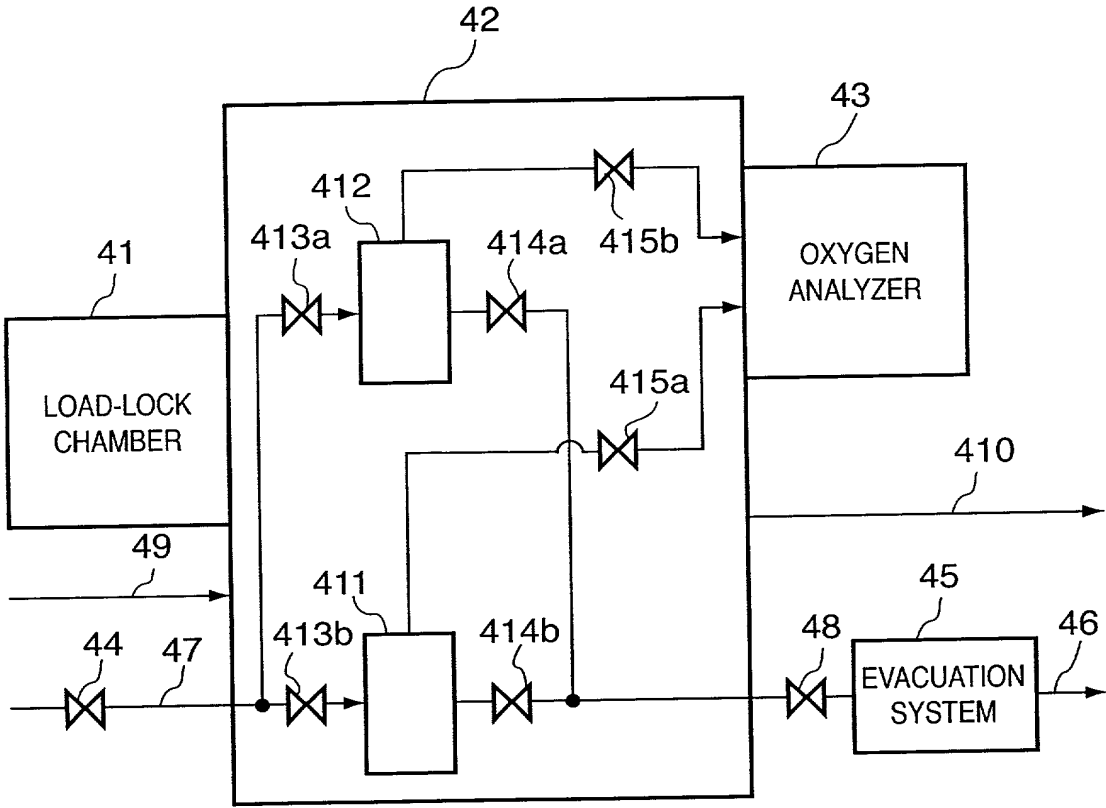 42
43
412
413a
414a
415b
41
OXYGEN
ANALYZER
415a
LOAD-LOCK
CHAMBER
410
49
411
45
413b
414b
48
46
44
47
EVACUATION
SYSTEM